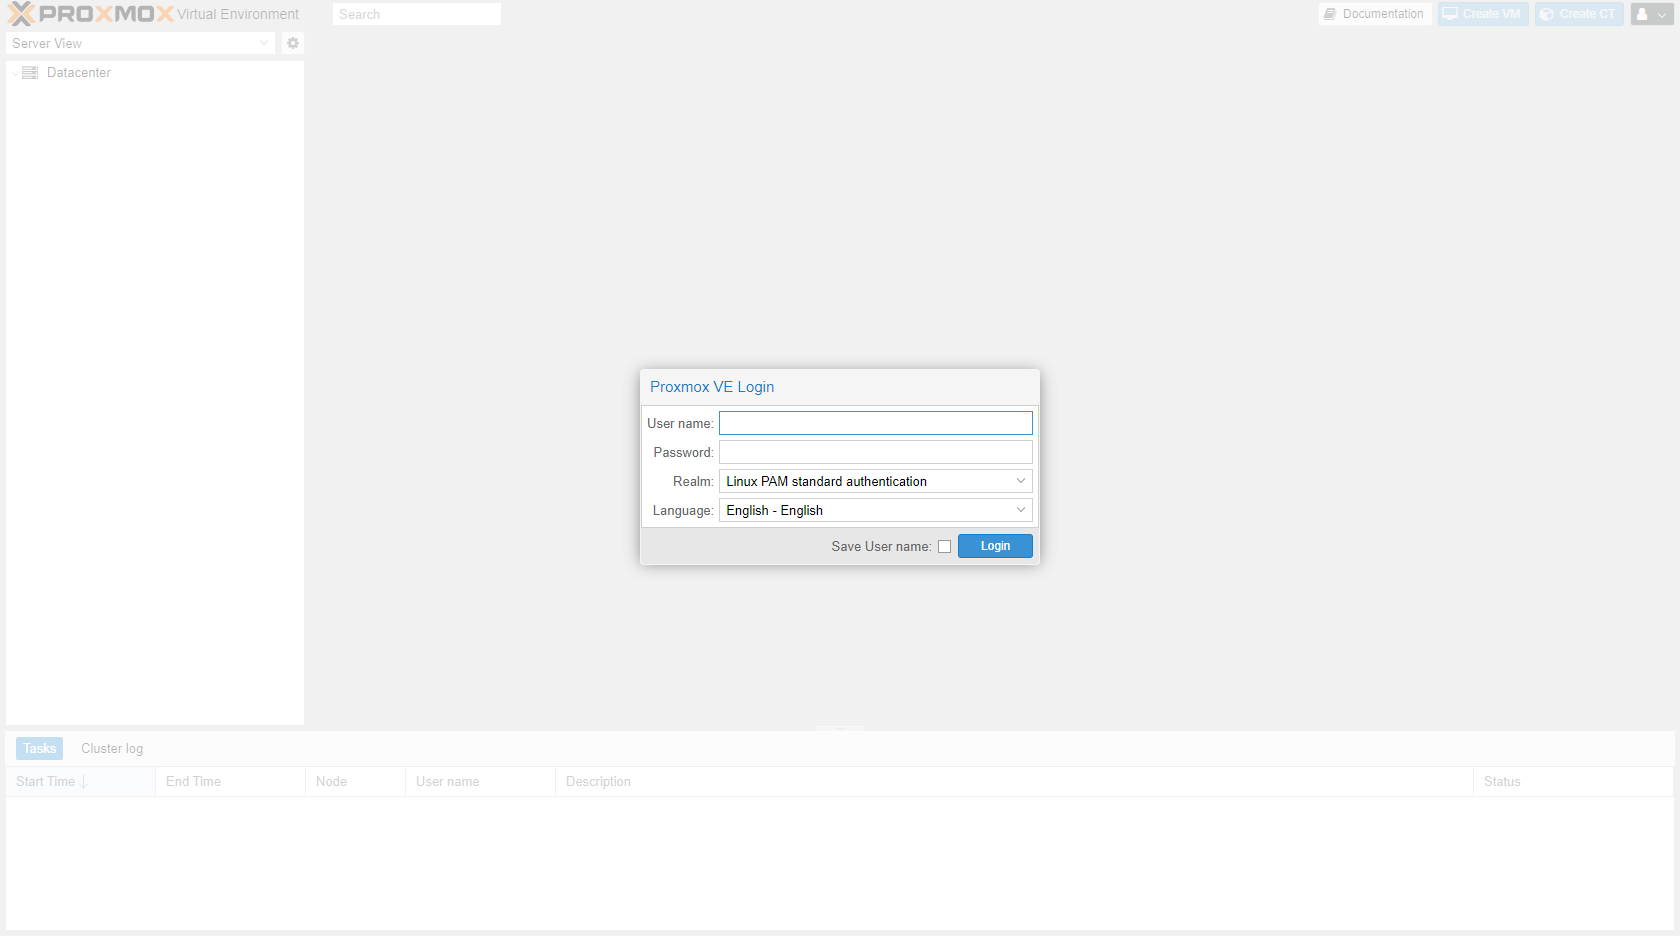 PROXMOX Virtual Environment
Search
Documentation
Create VM
Create CT
Server View
Datacenter
Proxmox VE Login
User name:
Password:
Realm: Linux PAM standard authentication
Language: English - English
Save User name:
Login
Tasks
Cluster log
Start Time
End Time
Node
User name
Description
Status